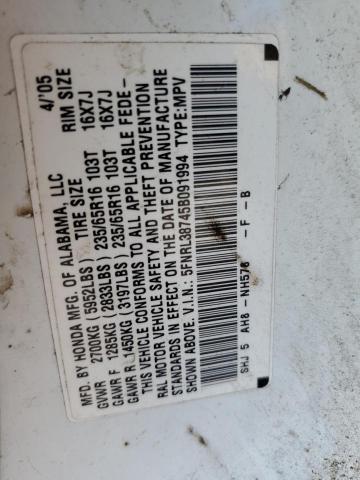 MFD. BY HONDA MFG. OF ALABAMA, LLC 4/'05
TIRE SIZE RIM SIZE
GVWR 2700KG (5952LBS)
GAWR F 1285KG (2833LBS) 235/65R16 103T 16X7J
GAWR R 1450KG (3197LBS) 235/65R16 103T 16X7J
THIS VEHICLE CONFORMS TO ALL APPLICABLE FEDE-
RAL MOTOR VEHICLE SAFETY AND THEFT PREVENTION
STANDARDS IN EFFECT ON THE DATE OF MANUFACTURE
SHOWN ABOVE. V.I.N.: 5FNRL38745B091994 TYPE:MPV
SHJ 5 AH8 -NH578 -F -B